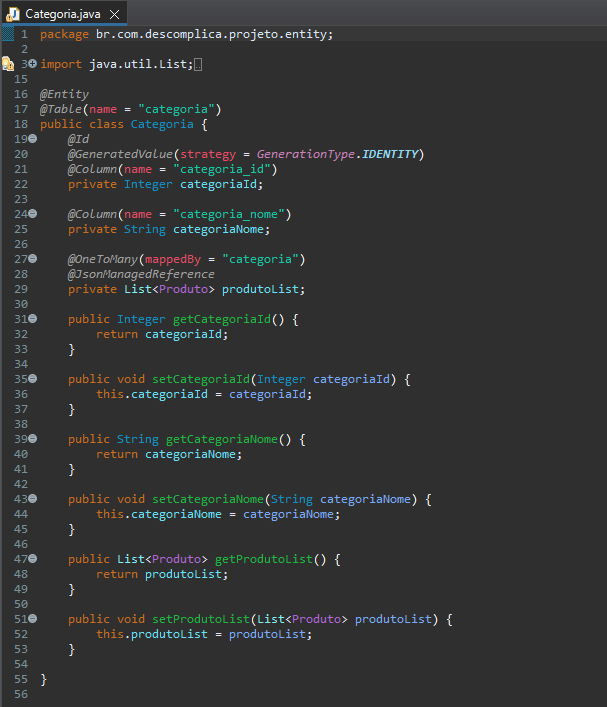 Categoria.java
1 package br.com.descomplica.projeto.entity;
2
3 import java.util.List;
15
16 @Entity
17 @Table(name = "categoria")
18 public class Categoria {
19 @Id
20 @GeneratedValue(strategy = GenerationType.IDENTITY)
21 @Column(name = "categoria_id")
22 private Integer categoriaId;
23
24 @Column(name = "categoria_nome")
25 private String categoriaNome;
26
27 @OneToMany(mappedBy = "categoria")
28 @JsonManagedReference
29 private List<Produto> produtoList;
30
31 public Integer getCategoriaId() {
32 return categoriaId;
33 }
34
35 public void setCategoriaId(Integer categoriaId) {
36 this.categoriaId = categoriaId;
37 }
38
39 public String getCategoriaNome() {
40 return categoriaNome;
41 }
42
43 public void setCategoriaNome(String categoriaNome) {
44 this.categoriaNome = categoriaNome;
45 }
46
47 public List<Produto> getProdutoList() {
48 return produtoList;
49 }
50
51 public void setProdutoList(List<Produto> produtoList) {
52 this.produtoList = produtoList;
53 }
54
55 }
56